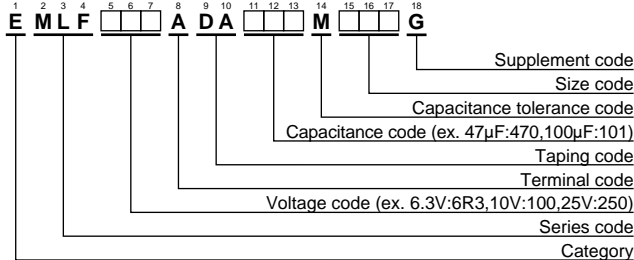 1 2 3 4 5 6 7 8 9 10 11 12 13 14 15 16 17 18
E M L F A D A M G
Supplement code
Size code
Capacitance tolerance code
Capacitance code (ex. 47µF:470,100µF:101)
Taping code
Terminal code
Voltage code (ex. 6.3V:6R3,10V:100,25V:250)
Series code
Category